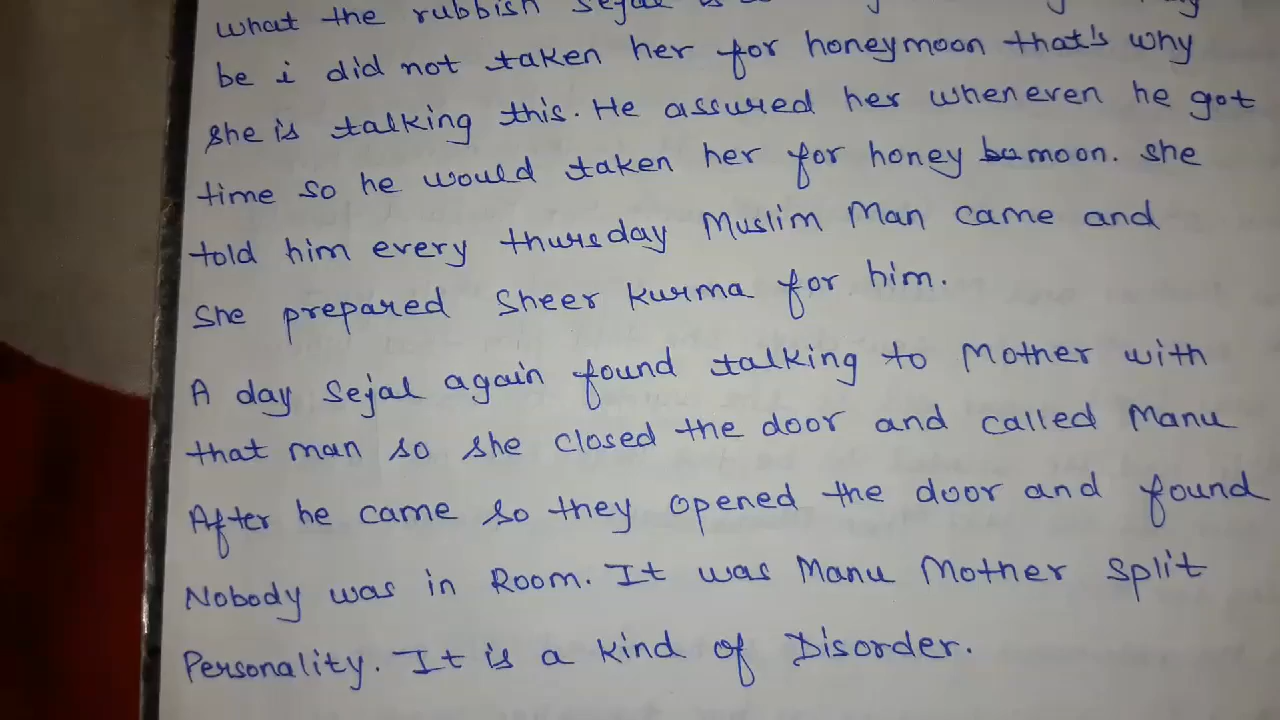 what the rubbish sejal is
be i did not taken her for honeymoon that's why
she is talking this. He assured her wheneven he got
time so he would taken her for honey moon. she
told him every thursday Muslim Man came and
She prepared Sheer kurma for him.
A day Sejal again found talking to Mother with
that man so she closed the door and called Manu
After he came so they opened the door and found
Nobody was in Room. It was Manu Mother split
Personality. It is a kind of Disorder.